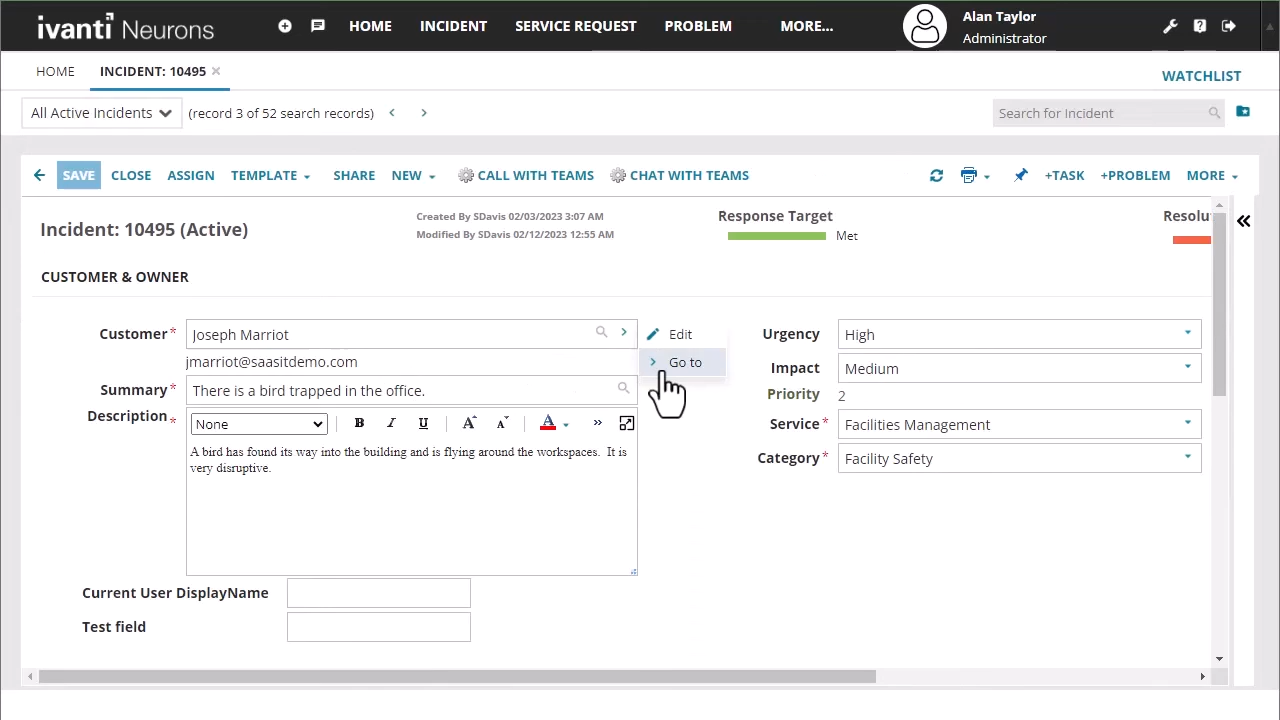 ivanti Neurons
HOME INCIDENT SERVICE REQUEST PROBLEM MORE...
Alan Taylor
Administrator
HOME INCIDENT: 10495
WATCHLIST
All Active Incidents (record 3 of 52 search records)
Search for Incident
SAVE CLOSE ASSIGN TEMPLATE SHARE NEW CALL WITH TEAMS CHAT WITH TEAMS +TASK +PROBLEM MORE
Incident: 10495 (Active)
Created By SDavis 02/03/2023 3:07 AM
Modified By SDavis 02/12/2023 12:55 AM
Response Target
Met
Resolu
CUSTOMER & OWNER
Customer* Joseph Marriot
Edit
Go to
jmarriot@saasitdemo.com
Summary* There is a bird trapped in the office.
Description*
None B I U A A A »
A bird has found its way into the building and is flying around the workspaces. It is
very disruptive.
Current User DisplayName
Test field
Urgency High
Impact Medium
Priority 2
Service* Facilities Management
Category* Facility Safety